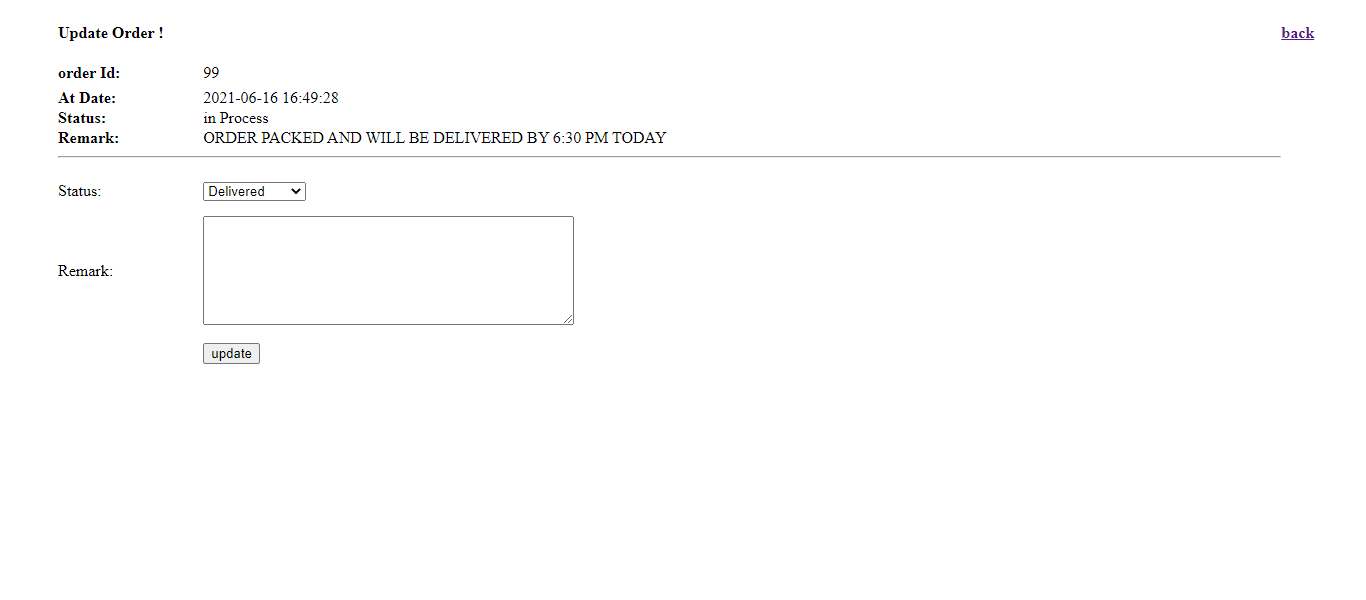 Update Order ! back
order Id: 99
At Date: 2021-06-16 16:49:28
Status: in Process
Remark: ORDER PACKED AND WILL BE DELIVERED BY 6:30 PM TODAY
Status: Delivered
Remark:
update